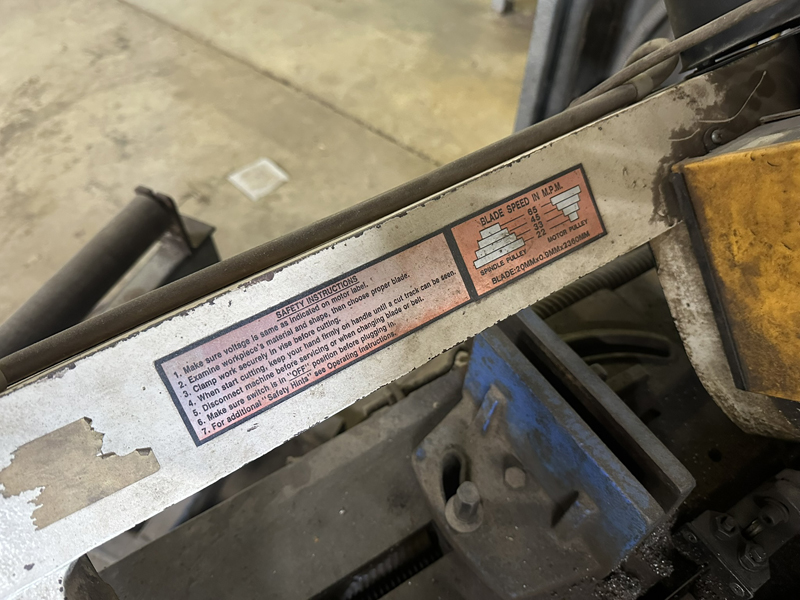 SAFETY INSTRUCTIONS
1. Make sure voltage is same as indicated on motor label.
2. Examine workpiece's material and shape, then choose proper blade.
3. Clamp work securely in vise before cutting.
4. When start cutting, keep your hand firmly on handle until a cut track can be seen.
5. Disconnect machine before servicing or when changing blade or belt.
6. Make sure switch is in "OFF" position before plugging in.
7. For additional "Safety Hints" see Operating Instructions.
BLADE SPEED IN M.P.M.
65
45
33
22
MOTOR PULLEY
SPINDLE PULLEY
BLADE:20MMx0.9MMx2360MM